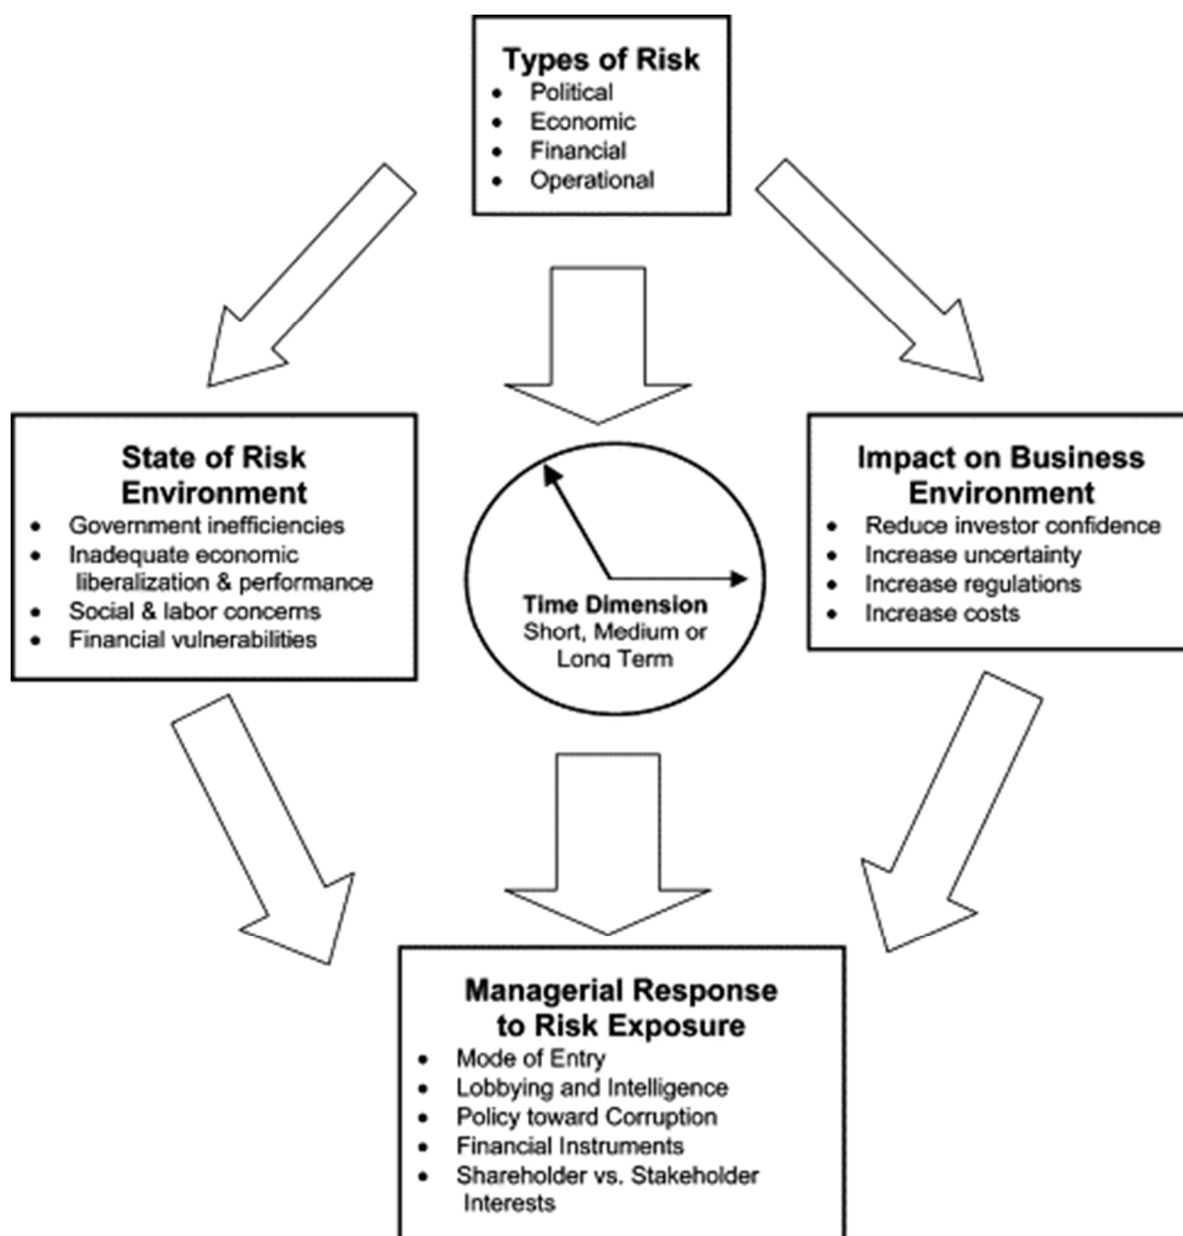 Types of Risk
• Political
• Economic
• Financial
• Operational
State of Risk
Environment
• Government inefficiencies
• Inadequate economic
liberalization & performance
• Social & labor concerns
• Financial vulnerabilities
Time Dimension
Short, Medium or
Long Term
Impact on Business
Environment
• Reduce investor confidence
• Increase uncertainty
• Increase regulations
• Increase costs
Managerial Response
to Risk Exposure
• Mode of Entry
• Lobbying and Intelligence
• Policy toward Corruption
• Financial Instruments
• Shareholder vs. Stakeholder
Interests